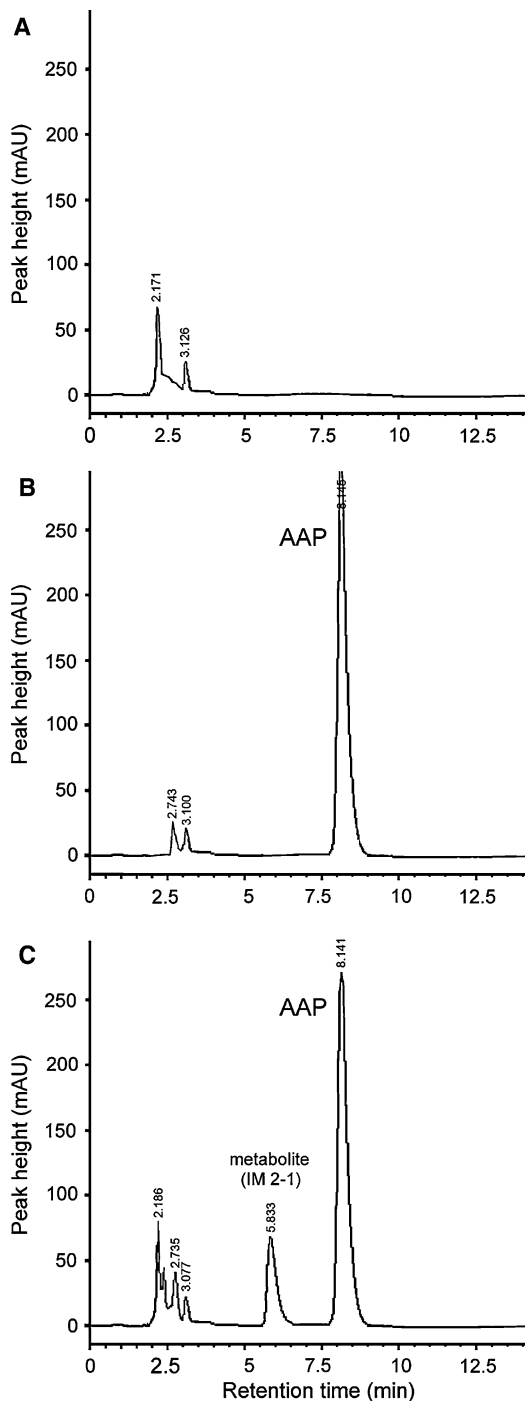 A
Peak height (mAU)
250
200
150
100
50
0
2.171
3.126
0 2.5 5 7.5 10 12.5
B
Peak height (mAU)
250
200
150
100
50
0
AAP
2.743
3.100
8.145
0 2.5 5 7.5 10 12.5
C
Peak height (mAU)
250
200
150
100
50
0
AAP
8.141
metabolite
(IM 2-1)
2.186
2.735
3.077
5.833
0 2.5 5 7.5 10 12.5
Retention time (min)